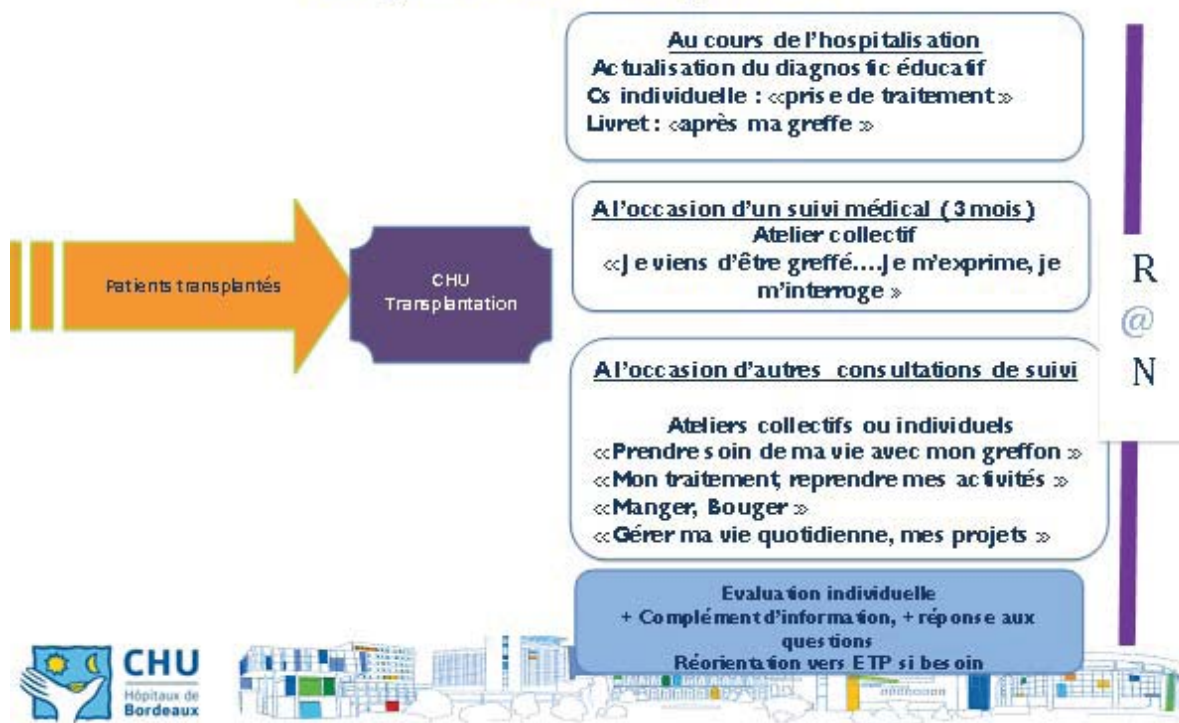 Patients transplantés
CHU
Transplantation
Au cours de l'hospitalisation
Actualisation du diagnostic éducatif
Cs individuelle : «prise de traitement»
Livret : «après ma greffe »
A l'occasion d'un suivi médical (3 mois)
Atelier collectif
«Je viens d'être greffé....Je m'exprime, je
m'interroge »
A l'occasion d'autres consultations de suivi
Ateliers collectifs ou individuels
«Prendre soin de ma vie avec mon greffon »
«Mon traitement, reprendre mes activités »
«Manger, Bouger »
«Gérer ma vie quotidienne, mes projets »
Evaluation individuelle
+ Complément d'information, + réponse aux
questions
Réorientation vers ETP si besoin
R
@
N
CHU
Hôpitaux de
Bordeaux